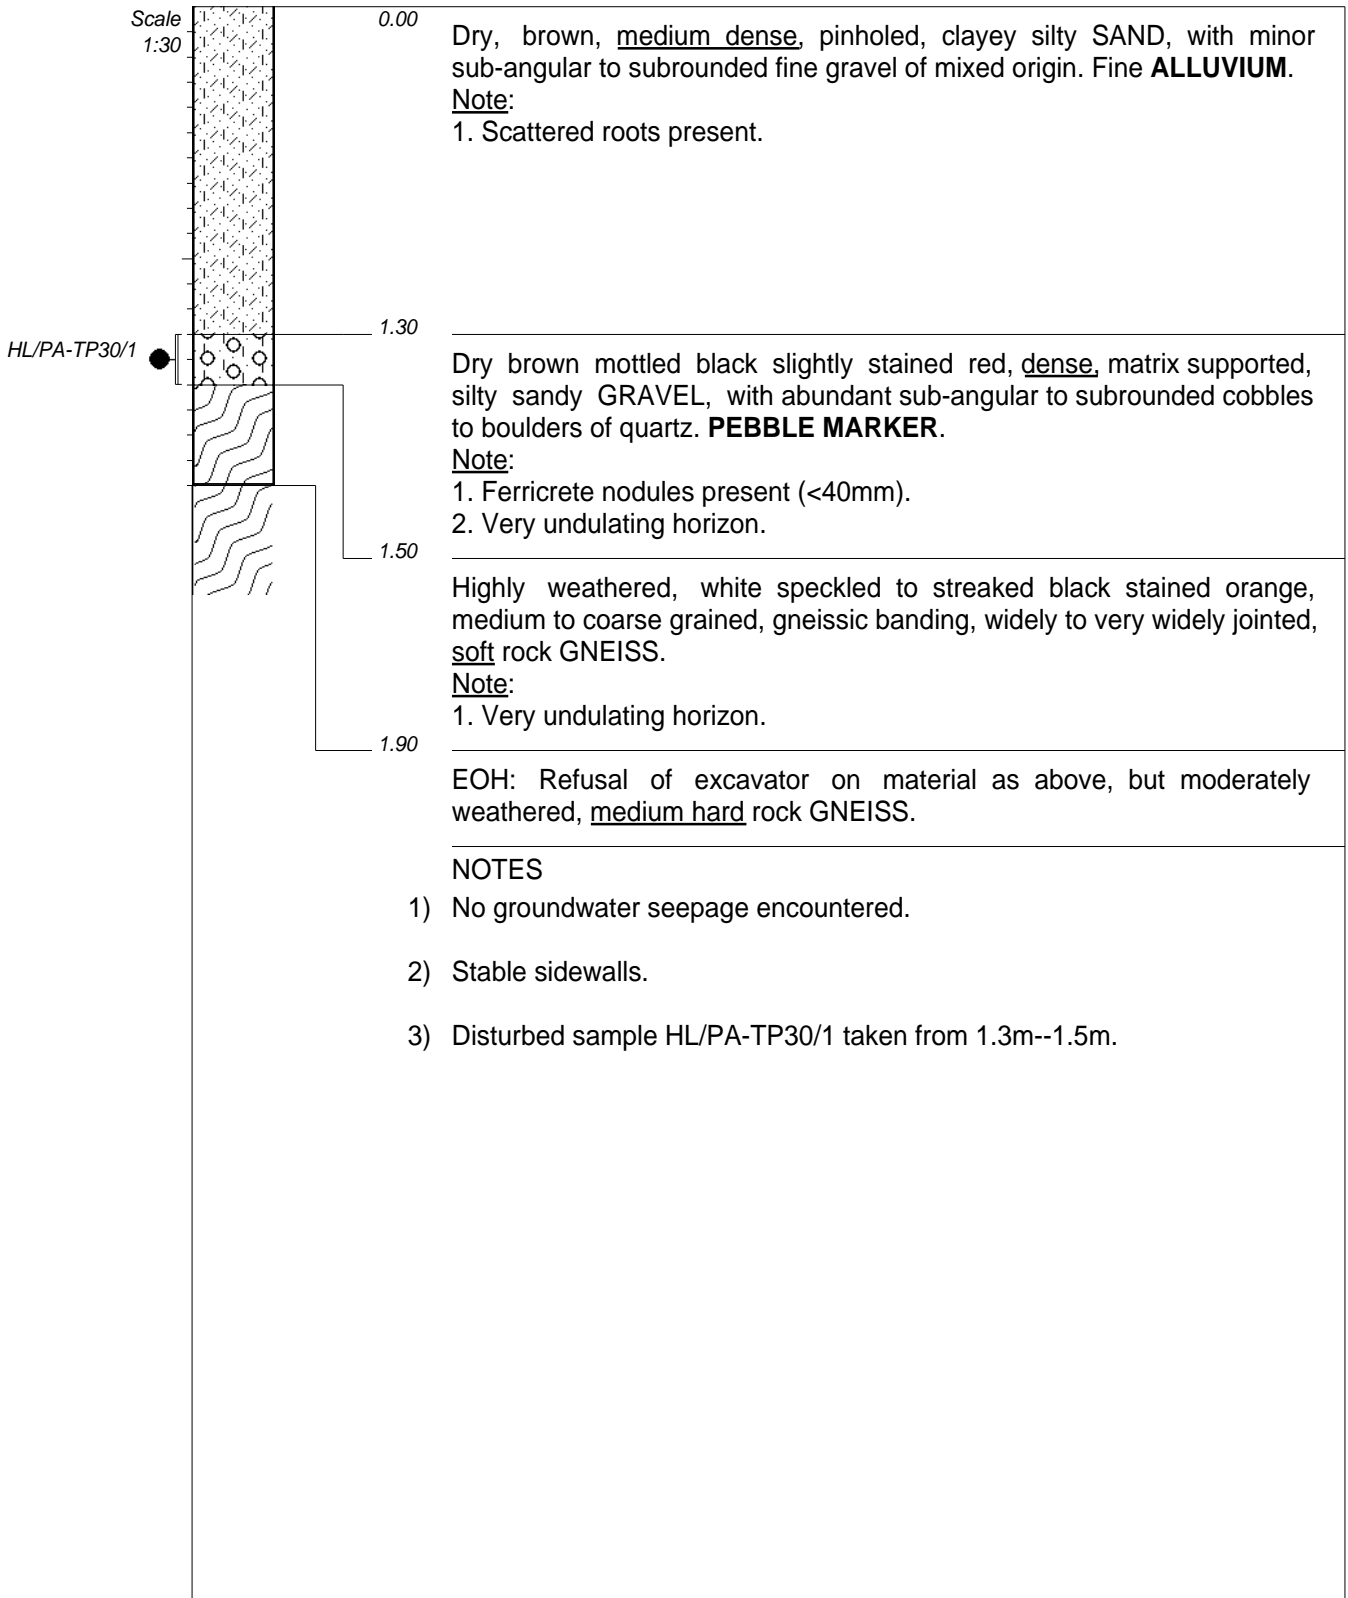 Scale
1:30
0.00
Dry, brown, medium dense, pinholed, clayey silty SAND, with minor
sub-angular to subrounded fine gravel of mixed origin. Fine ALLUVIUM.
Note:
1. Scattered roots present.
1.30
HL/PA-TP30/1
Dry brown mottled black slightly stained red, dense, matrix supported,
silty sandy GRAVEL, with abundant sub-angular to subrounded cobbles
to boulders of quartz. PEBBLE MARKER.
Note:
1. Ferricrete nodules present (<40mm).
2. Very undulating horizon.
1.50
Highly weathered, white speckled to streaked black stained orange,
medium to coarse grained, gneissic banding, widely to very widely jointed,
soft rock GNEISS.
Note:
1. Very undulating horizon.
1.90
EOH: Refusal of excavator on material as above, but moderately
weathered, medium hard rock GNEISS.
NOTES
1) No groundwater seepage encountered.
2) Stable sidewalls.
3) Disturbed sample HL/PA-TP30/1 taken from 1.3m--1.5m.